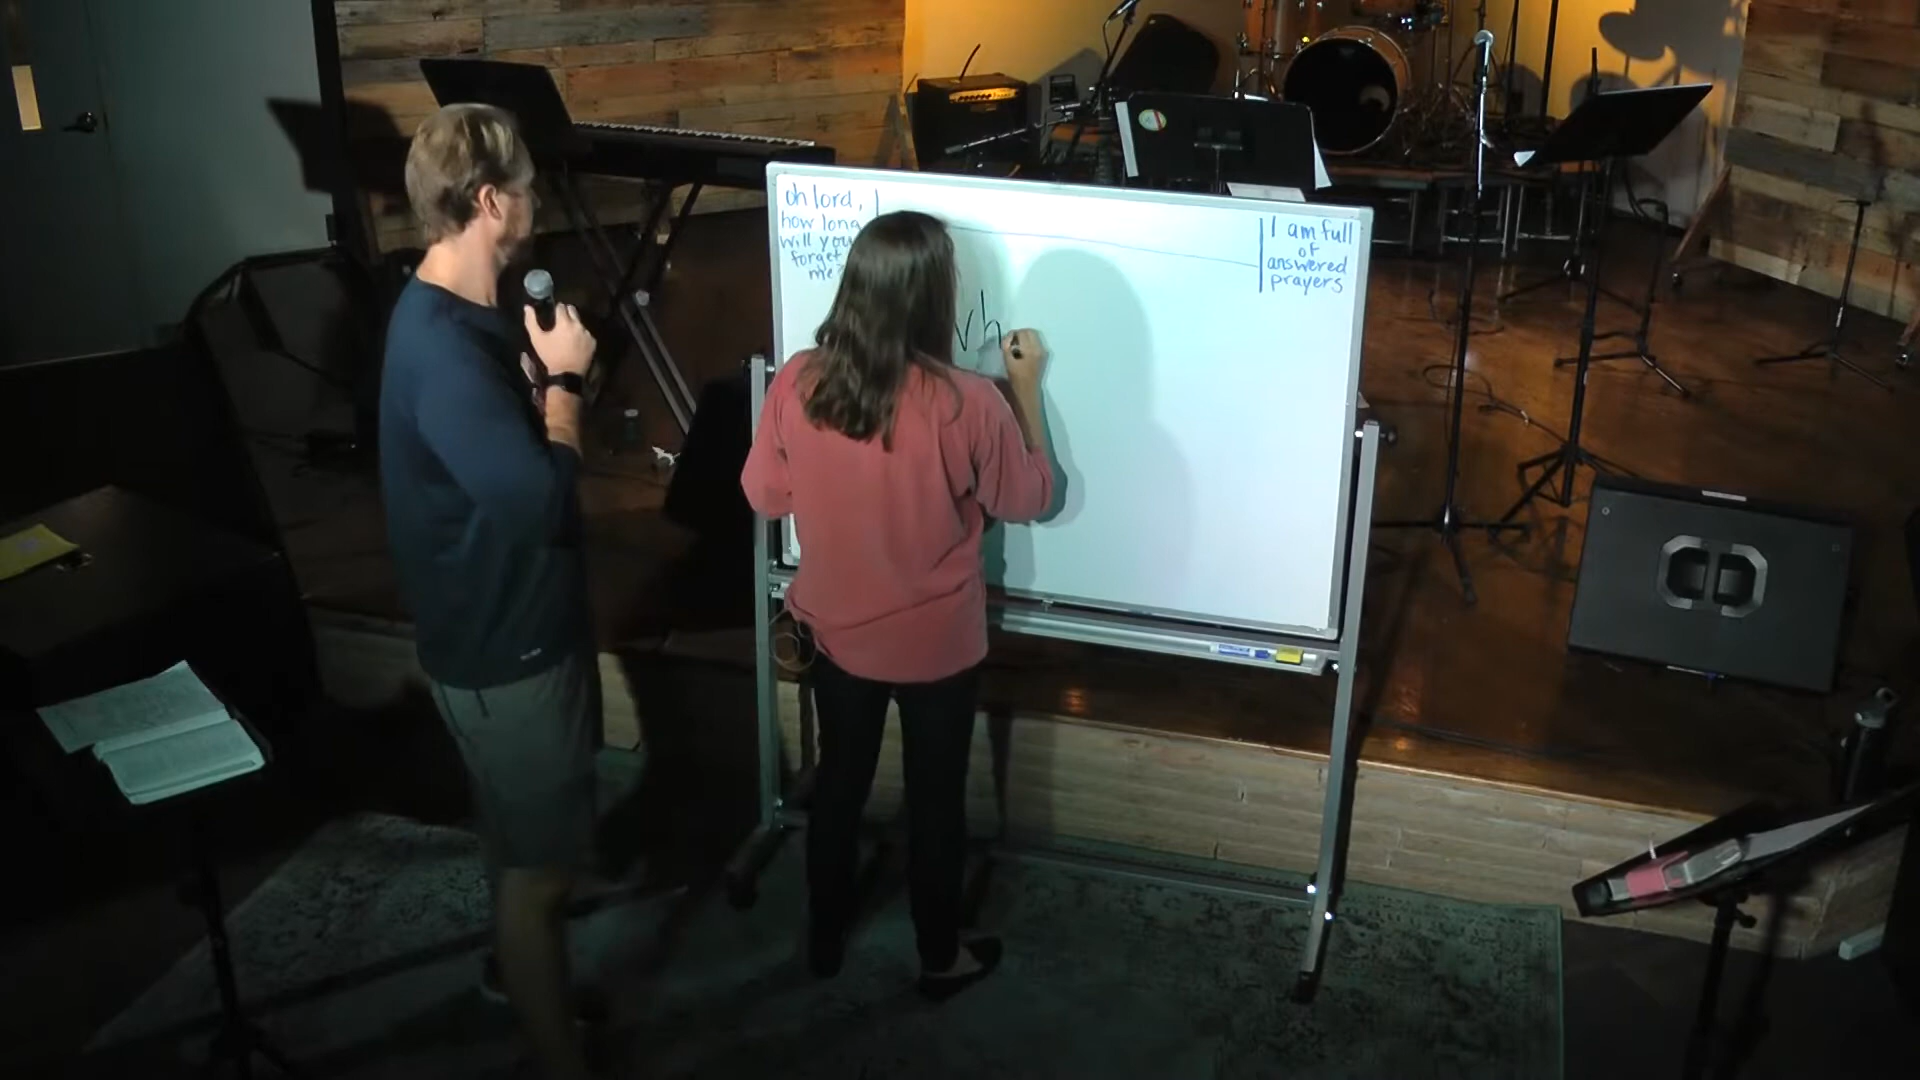 oh lord,
how long
will you
forget
me?
I am full
of
answered
prayers